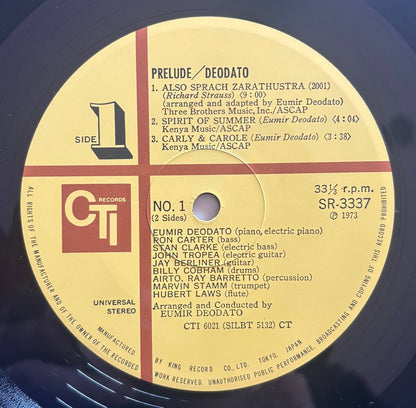 PRELUDE/DEODATO
1. ALSO SPRACH ZARATHUSTRA (2001)
(Richard Strauss) (9:00)
(arranged and adapted by Eumir Deodato)
Three Brothers Music, Inc./ASCAP
2. SPIRIT OF SUMMER (Eumir Deodato) (4:04)
Kenya Music/ASCAP
3. CARLY & CAROLE (Eumir Deodato) (3:38)
Kenya Music/ASCAP
SIDE 1
CTI RECORDS
NO. 1
(2 Sides)
33⅓ r.p.m.
SR-3337
Ⓟ 1973
EUMIR DEODATO (piano, electric piano)
RON CARTER (bass)
STAN CLARKE (electric bass)
JOHN TROPEA (electric guitar)
JAY BERLINER (guitar)
BILLY COBHAM (drums)
AIRTO, RAY BARRETTO (percussion)
MARVIN STAMM (trumpet)
HUBERT LAWS (flute)
Arranged and Conducted by
EUMIR DEODATO
UNIVERSAL
STEREO
CTI 6021 (SILBT 5132) CT
MANUFACTURED BY KING RECORD CO., LTD. TOKYO, JAPAN
ALL RIGHTS OF THE MANUFACTURER AND OF THE OWNER OF THE RECORDED WORK RESERVED. UNAUTHORISED PUBLIC PERFORMANCE, BROADCASTING AND COPYING OF THIS RECORD PROHIBITED